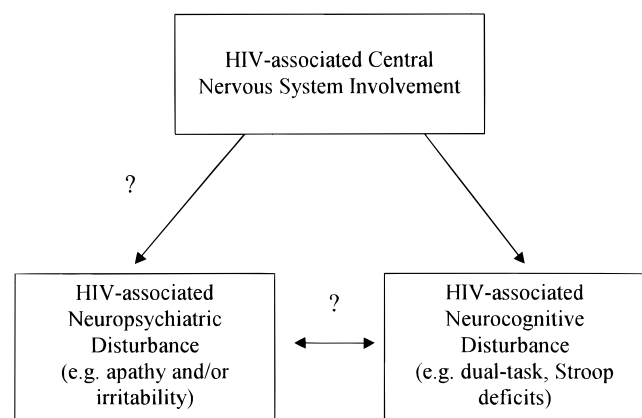 HIV-associated Central
Nervous System Involvement
?
HIV-associated
Neuropsychiatric
Disturbance
(e.g. apathy and/or
irritability)
?
HIV-associated
Neurocognitive
Disturbance
(e.g. dual-task, Stroop
deficits)